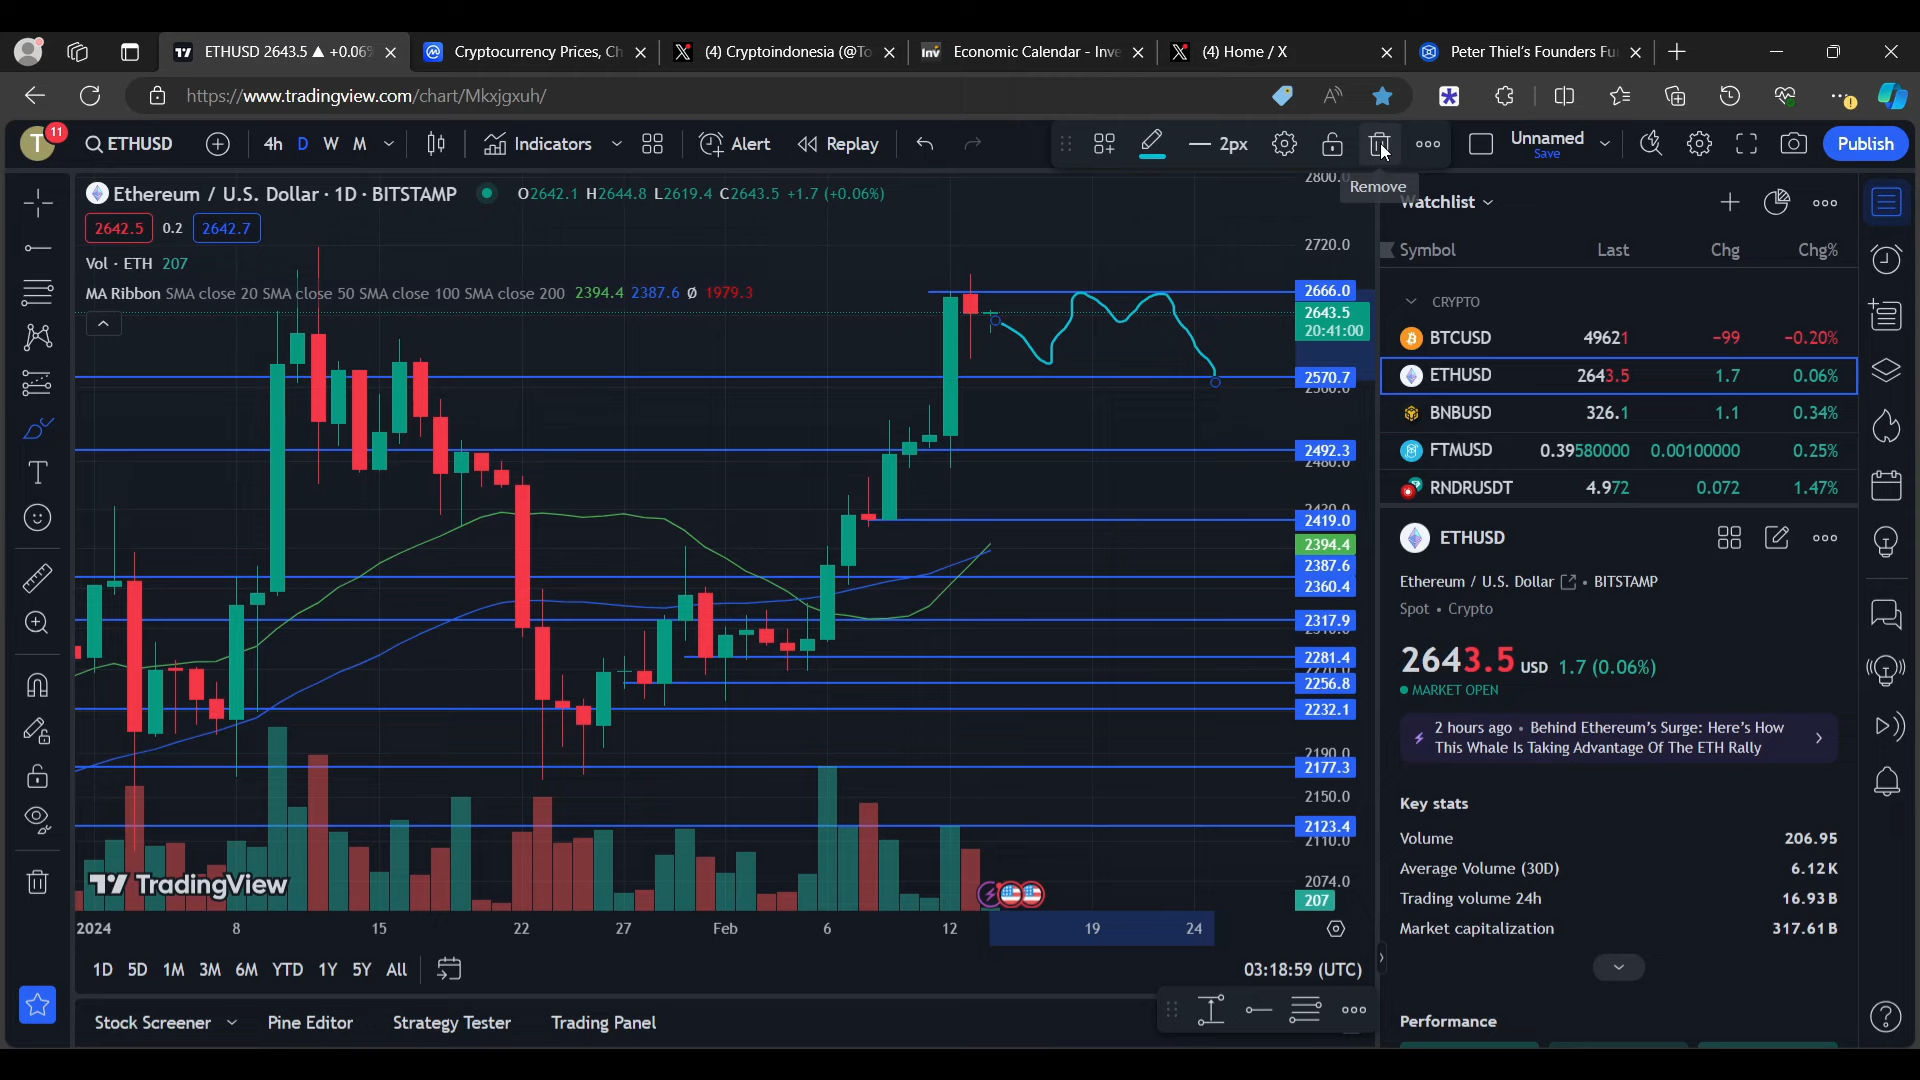 ETHUSD 2643.5 ▲ +0.06%
Cryptocurrency Prices, Ch
(4) Cryptoindonesia (@To
Inv Economic Calendar - Inve
(4) Home / X
Peter Thiel's Founders Fu
https://www.tradingview.com/chart/Mkxjgxuh/
T 11 ETHUSD 4h D W M Indicators Alert Replay 2px Unnamed Save Publish
Remove
Ethereum / U.S. Dollar · 1D · BITSTAMP O2642.1 H2644.8 L2619.4 C2643.5 +1.7 (+0.06%)
2642.5 0.2 2642.7
Vol · ETH 207
MA Ribbon SMA close 20 SMA close 50 SMA close 100 SMA close 200 2394.4 2387.6 Ø 1979.3
2800.0
2720.0
2666.0
2643.5
20:41:00
2570.7
2492.3
2480.0
2419.0
2394.4
2387.6
2360.4
2317.9
2281.4
2256.8
2232.1
2190.0
2177.3
2150.0
2123.4
2110.0
2074.0
207
TradingView
2024 8 15 22 27 Feb 6 12 19 24
1D 5D 1M 3M 6M YTD 1Y 5Y All 03:18:59 (UTC)
Stock Screener Pine Editor Strategy Tester Trading Panel
Watchlist
Symbol Last Chg Chg%
CRYPTO
BTCUSD 49621 −99 −0.20%
ETHUSD 2643.5 1.7 0.06%
BNBUSD 326.1 1.1 0.34%
FTMUSD 0.39580000 0.00100000 0.25%
RNDRUSDT 4.972 0.072 1.47%
ETHUSD
Ethereum / U.S. Dollar • BITSTAMP
Spot • Crypto
2643.5 USD 1.7 (0.06%)
MARKET OPEN
2 hours ago • Behind Ethereum's Surge: Here's How
This Whale Is Taking Advantage Of The ETH Rally
Key stats
Volume 206.95
Average Volume (30D) 6.12K
Trading volume 24h 16.93B
Market capitalization 317.61B
Performance